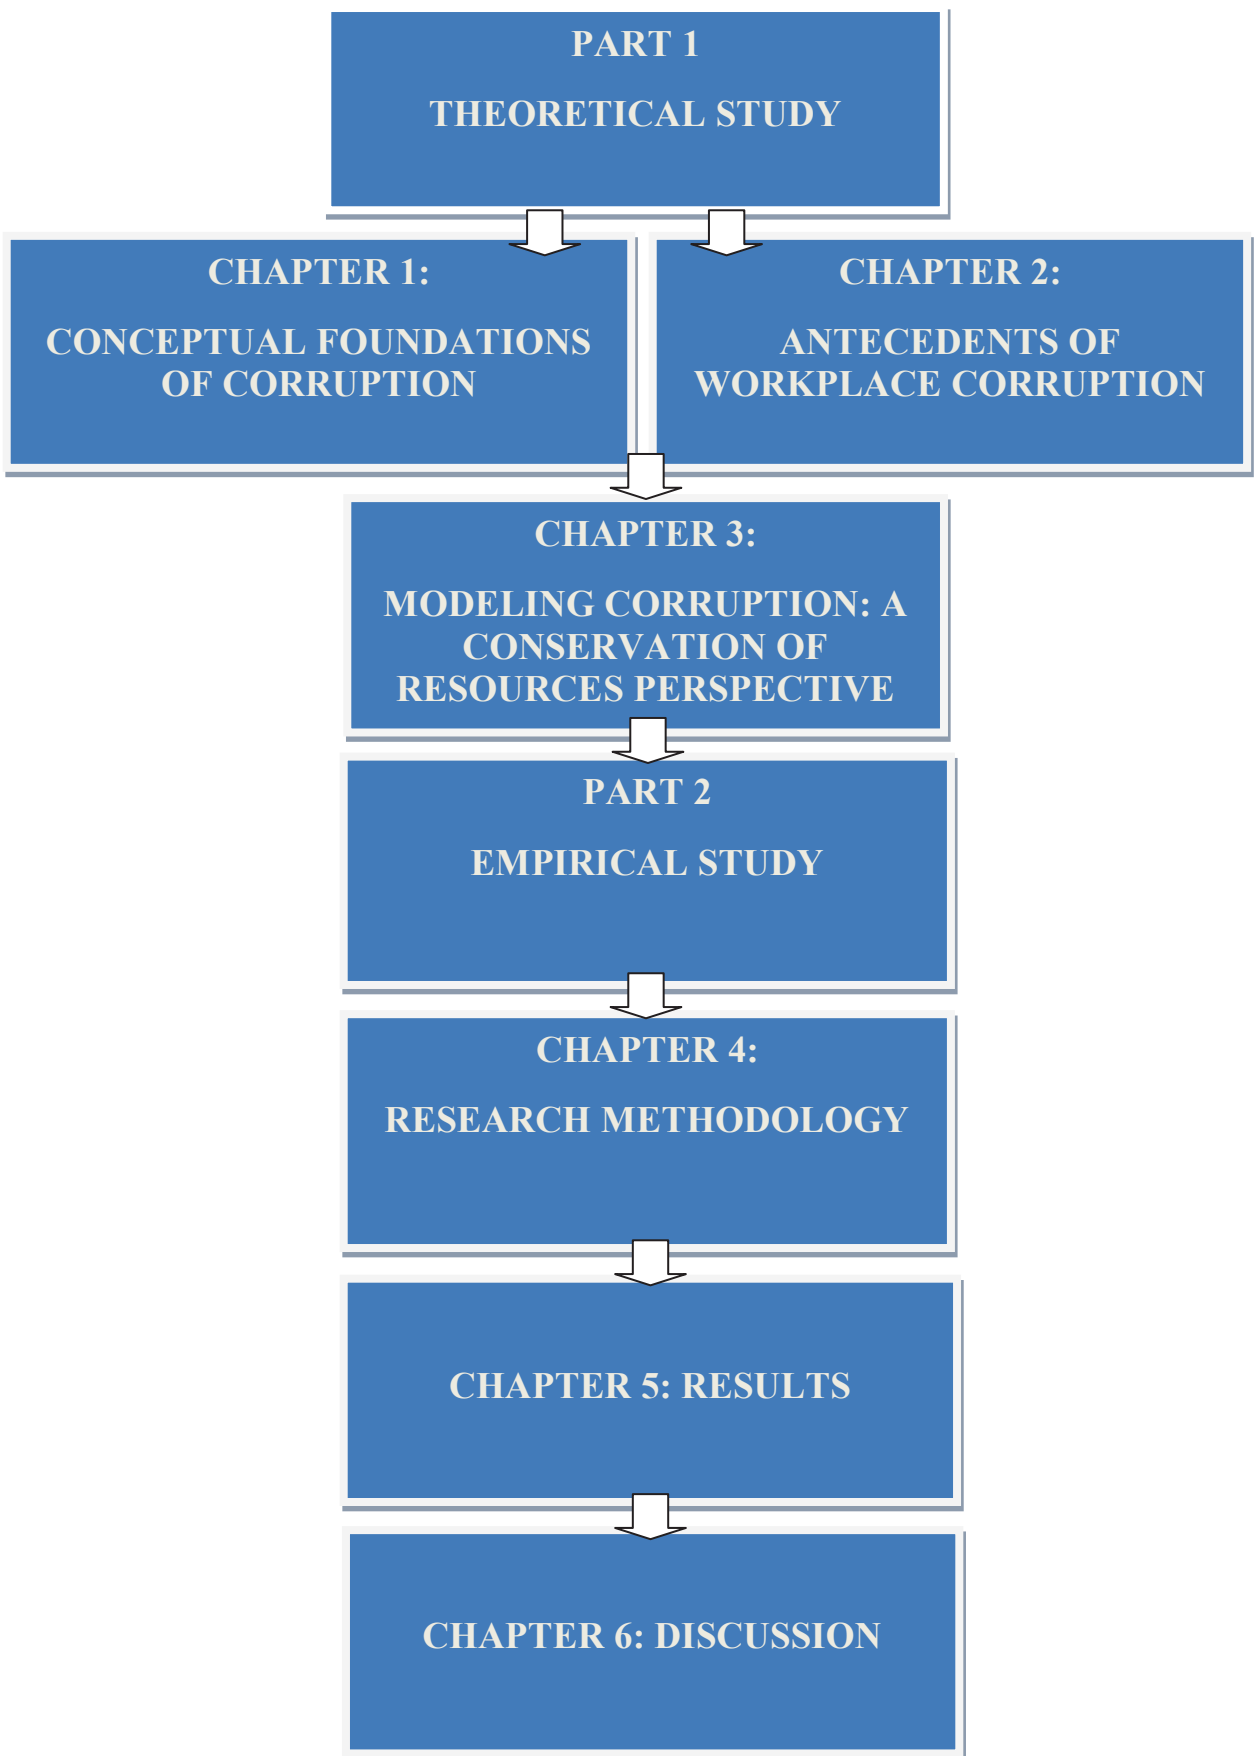 PART 1
THEORETICAL STUDY
CHAPTER 1:
CONCEPTUAL FOUNDATIONS
OF CORRUPTION
CHAPTER 2:
ANTECEDENTS OF
WORKPLACE CORRUPTION
CHAPTER 3:
MODELING CORRUPTION: A
CONSERVATION OF
RESOURCES PERSPECTIVE
PART 2
EMPIRICAL STUDY
CHAPTER 4:
RESEARCH METHODOLOGY
CHAPTER 5: RESULTS
CHAPTER 6: DISCUSSION